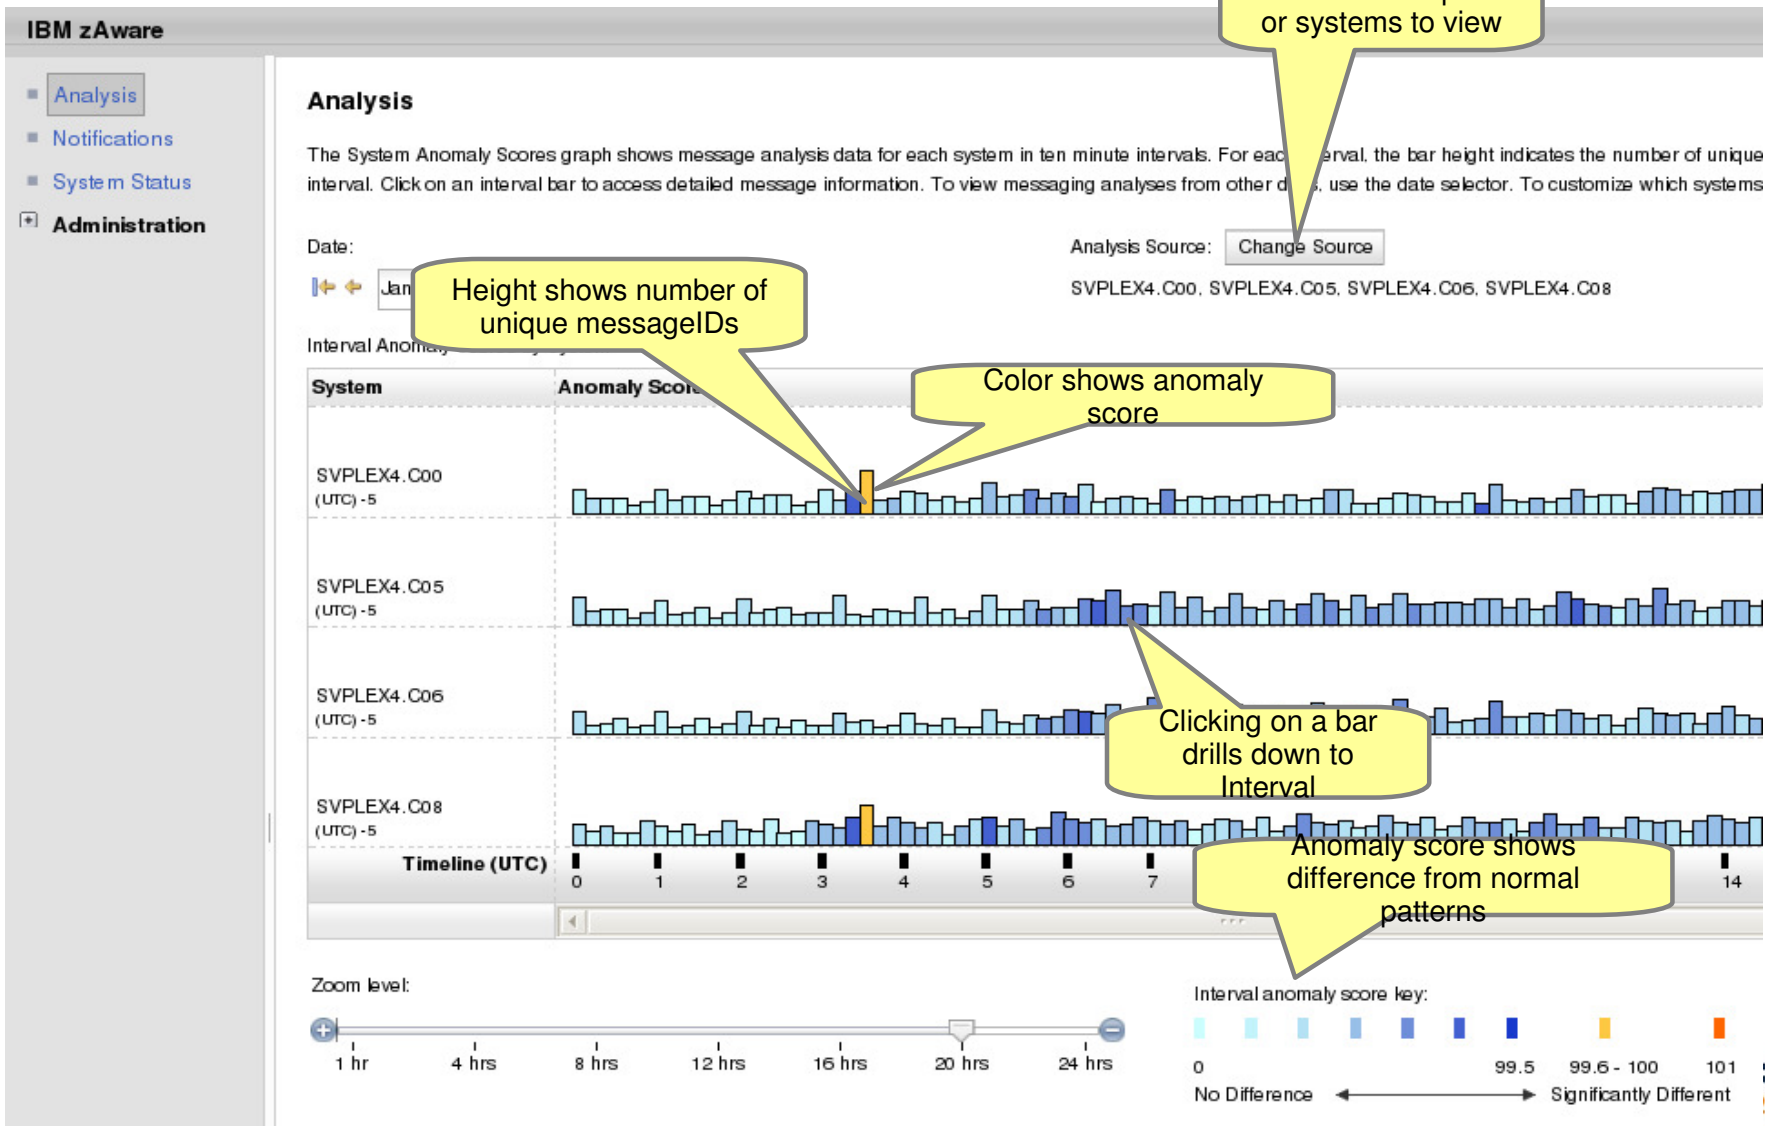 or systems to view
IBM zAware
Analysis
Notifications
System Status
Administration
Analysis
The System Anomaly Scores graph shows message analysis data for each system in ten minute intervals. For each erval, the bar height indicates the number of unique
interval. Click on an interval bar to access detailed message information. To view messaging analyses from other d s, use the date selector. To customize which systems
Date:
Analysis Source:
Change Source
Jan
SVPLEX4.C00, SVPLEX4.C05, SVPLEX4.C06, SVPLEX4.C08
Height shows number of
unique messageIDs
Interval Anomaly
System
Anomaly Score
Color shows anomaly
score
SVPLEX4.C00
(UTC) -5
SVPLEX4.C05
(UTC) -5
SVPLEX4.C06
(UTC) -5
Clicking on a bar
drills down to
Interval
SVPLEX4.C08
(UTC) -5
Timeline (UTC)
0 1 2 3 4 5 6 7 14
Anomaly score shows
difference from normal
patterns
Zoom level:
1 hr 4 hrs 8 hrs 12 hrs 16 hrs 20 hrs 24 hrs
Interval anomaly score key:
0 99.5 99.6 - 100 101
No Difference Significantly Different